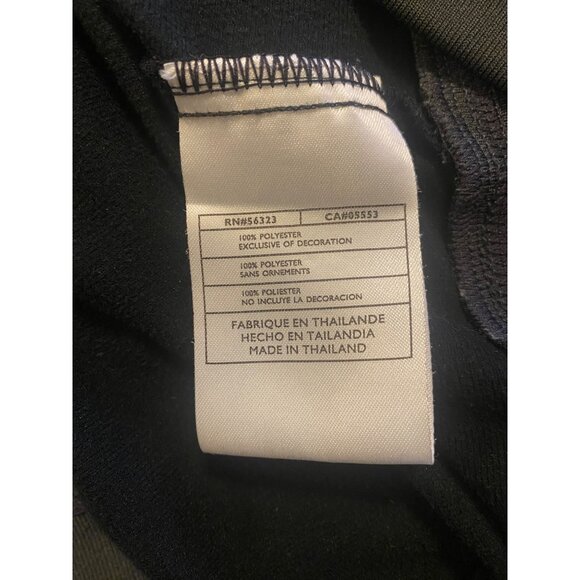 RN#56323 CA#05553
100% POLYESTER
EXCLUSIVE OF DECORATION
100% POLYESTER
SANS ORNEMENTS
100% POLIESTER
NO INCLUYE LA DECORACION
FABRIQUE EN THAILANDE
HECHO EN TAILANDIA
MADE IN THAILAND